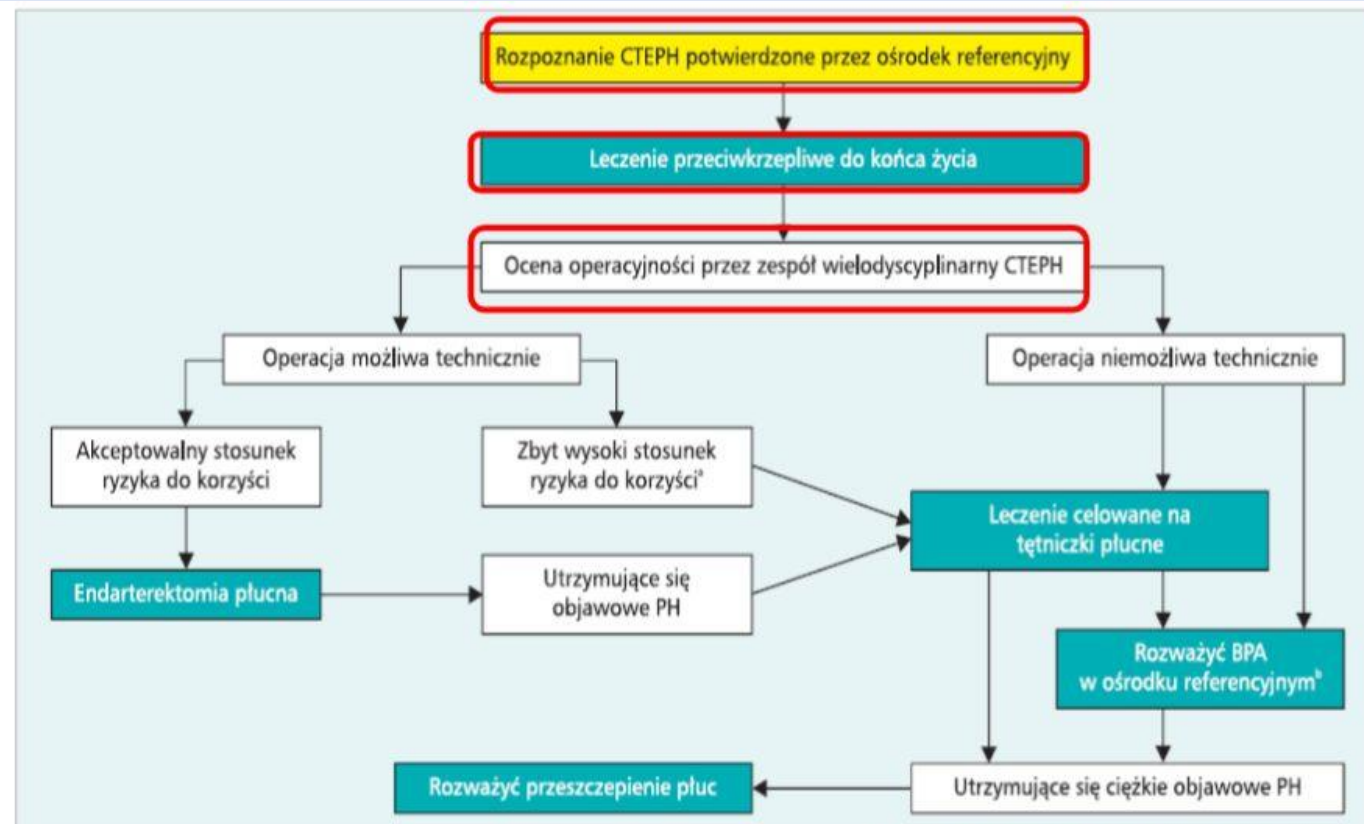 Rozpoznanie CTEPH potwierdzone przez ośrodek referencyjny
Leczenie przeciwkrzepliwe do końca życia
Ocena operacyjności przez zespół wielodyscyplinarny CTEPH
Operacja możliwa technicznie
Operacja niemożliwa technicznie
Akceptowalny stosunek
ryzyka do korzyści
Zbyt wysoki stosunek
ryzyka do korzyściᵃ
Leczenie celowane na
tętniczki płucne
Endarterektomia płucna
Utrzymujące się
objawowe PH
Rozważyć BPA
w ośrodku referencyjnymᵇ
Rozważyć przeszczepienie płuc
Utrzymujące się ciężkie objawowe PH